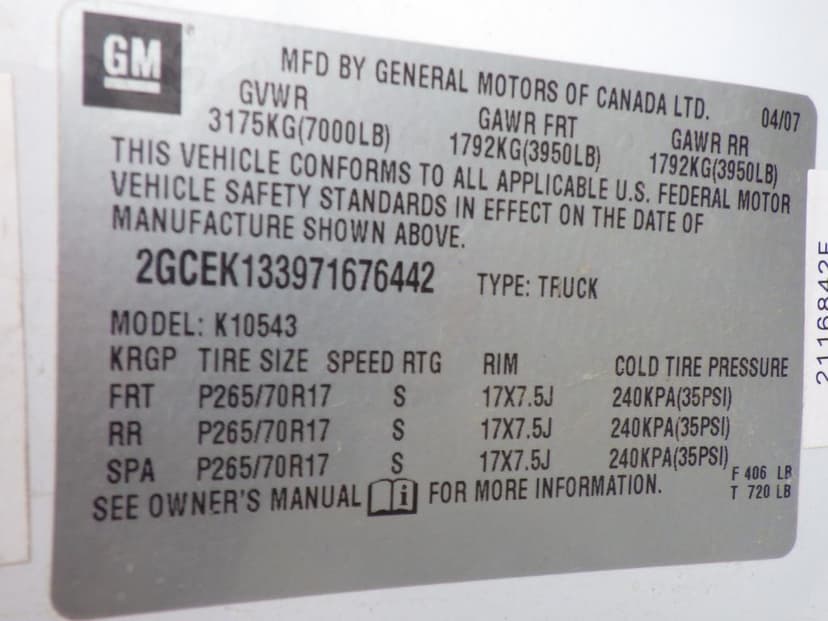 GM
MFD BY GENERAL MOTORS OF CANADA LTD.
04/07
GVWR GAWR FRT GAWR RR
3175KG(7000LB) 1792KG(3950LB) 1792KG(3950LB)
THIS VEHICLE CONFORMS TO ALL APPLICABLE U.S. FEDERAL MOTOR
VEHICLE SAFETY STANDARDS IN EFFECT ON THE DATE OF
MANUFACTURE SHOWN ABOVE.
2GCEK133971676442 TYPE: TRUCK
MODEL: K10543
KRGP TIRE SIZE SPEED RTG RIM COLD TIRE PRESSURE
FRT P265/70R17 S 17X7.5J 240KPA(35PSI)
RR P265/70R17 S 17X7.5J 240KPA(35PSI)
SPA P265/70R17 S 17X7.5J 240KPA(35PSI)
F 406 LB
T 720 LB
SEE OWNER'S MANUAL i FOR MORE INFORMATION.